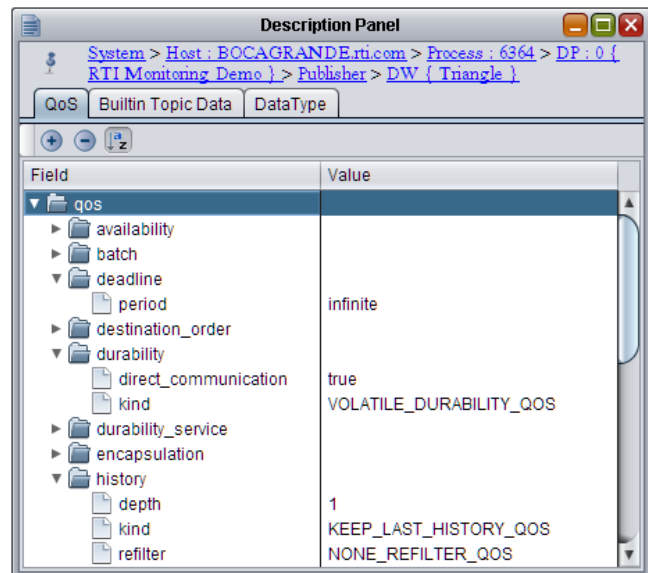 Description Panel
System > Host : BOCAGRANDE.rti.com > Process : 6364 > DP : 0 {
RTI Monitoring Demo } > Publisher > DW { Triangle }
QoS Builtin Topic Data DataType
a z
Field Value
qos
availability
batch
deadline
period infinite
destination_order
durability
direct_communication true
kind VOLATILE_DURABILITY_QOS
durability_service
encapsulation
history
depth 1
kind KEEP_LAST_HISTORY_QOS
refilter NONE_REFILTER_QOS